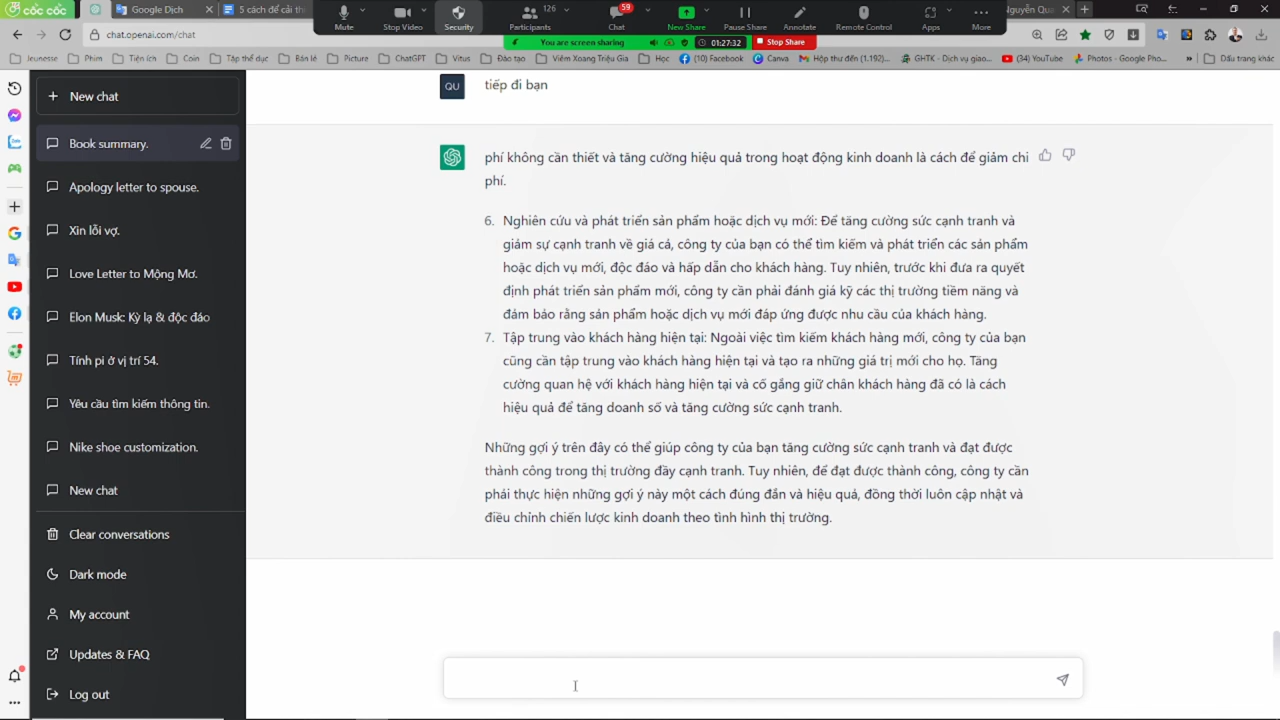 Mute
Stop Video
Security
Participants
126
Chat
59
New Share
Pause Share
Annotate
Remote Control
Apps
More
You are screen sharing
01:27:32
Stop Share
CỐC CỐC
Google Dịch
5 cách để cải th
Nguyên Qua
chat.openai.com/chat
Jeunesse
Phim
Tiện ích
Coin
Tập thể dục
Bán lẻ
Picture
ChatGPT
Vitus
Đào tạo
Viêm Xoang Triệu Gia
Học
(10) Facebook
Canva
Hộp thư đến (1.192)...
GHTK - Dịch vụ giao...
(34) YouTube
Photos - Google Pho...
Dấu trang khác
New chat
Book summary.
Apology letter to spouse.
Xin lỗi vợ.
Love Letter to Mộng Mơ.
Elon Music Kỳ lạ & độc đáo
Tính pi ở vị trí 54.
Yêu cầu tìm kiếm thông tin.
Nike shoe customization.
New chat
Clear conversations
Dark mode
My account
Updates & FAQ
Log out
QU
tiếp đi bạn
phí không cần thiết và tăng cường hiệu quả trong hoạt động kinh doanh là cách để giảm chi
phí.
6. Nghiên cứu và phát triển sản phẩm hoặc dịch vụ mới: Để tăng cường sức cạnh tranh và
giảm sự cạnh tranh về giá cả, công ty của bạn có thể tìm kiếm và phát triển các sản phẩm
hoặc dịch vụ mới, độc đáo và hấp dẫn cho khách hàng. Tuy nhiên, trước khi đưa ra quyết
định phát triển sản phẩm mới, công ty cần phải đánh giá kỹ các thị trường tiềm năng và
đảm bảo rằng sản phẩm hoặc dịch vụ mới đáp ứng được nhu cầu của khách hàng.
7. Tập trung vào khách hàng hiện tại: Ngoài việc tìm kiếm khách hàng mới, công ty của bạn
cũng cần tập trung vào khách hàng hiện tại và tạo ra những giá trị mới cho họ. Tăng
cường quan hệ với khách hàng hiện tại và cố gắng giữ chân khách hàng đã có là cách
hiệu quả để tăng doanh số và tăng cường sức cạnh tranh.
Những gợi ý trên đây có thể giúp công ty của bạn tăng cường sức cạnh tranh và đạt được
thành công trong thị trường đầy cạnh tranh. Tuy nhiên, để đạt được thành công, công ty cần
phải thực hiện những gợi ý này một cách đúng đắn và hiệu quả, đồng thời luôn cập nhật và
điều chỉnh chiến lược kinh doanh theo tình hình thị trường.